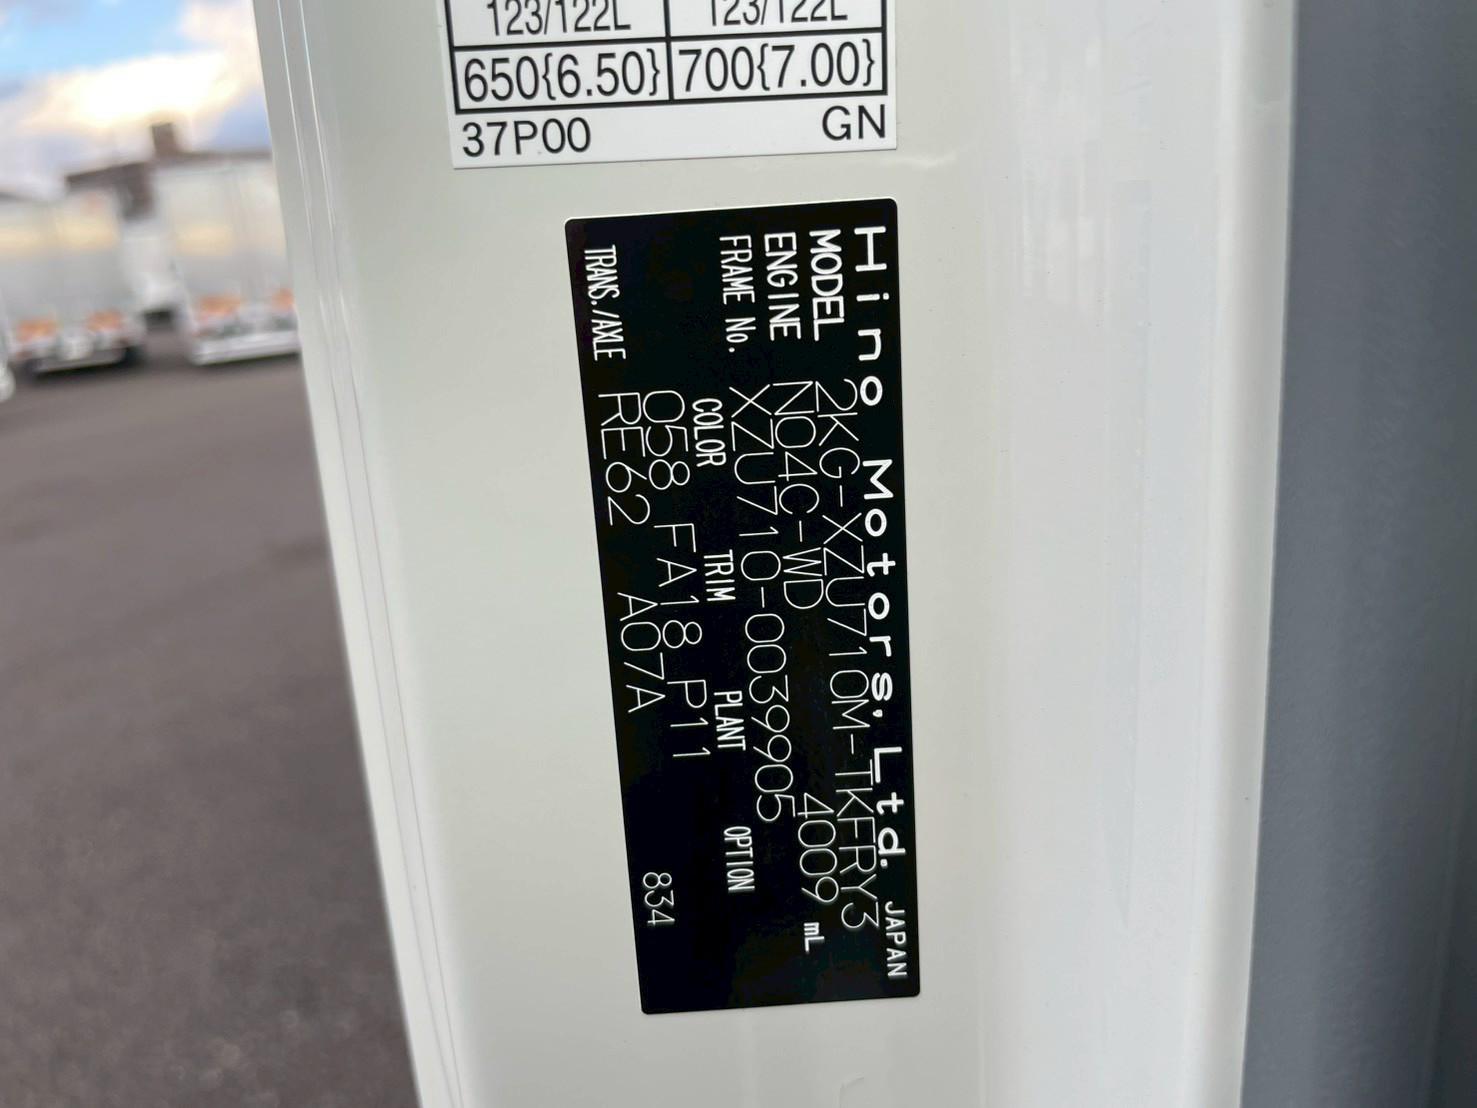 123/122L 123/122L
650{6.50} 700{7.00}
37P00 GN
Hino Motors, Ltd. JAPAN
MODEL 2KG-XZU710M-TKFRY3
ENGINE N04C-WD 4009 mL
FRAME No. XZU710-0039905
COLOR TRIM PLANT OPTION
058 FA18 P11
TRANS./AXLE RE62 A07A 834